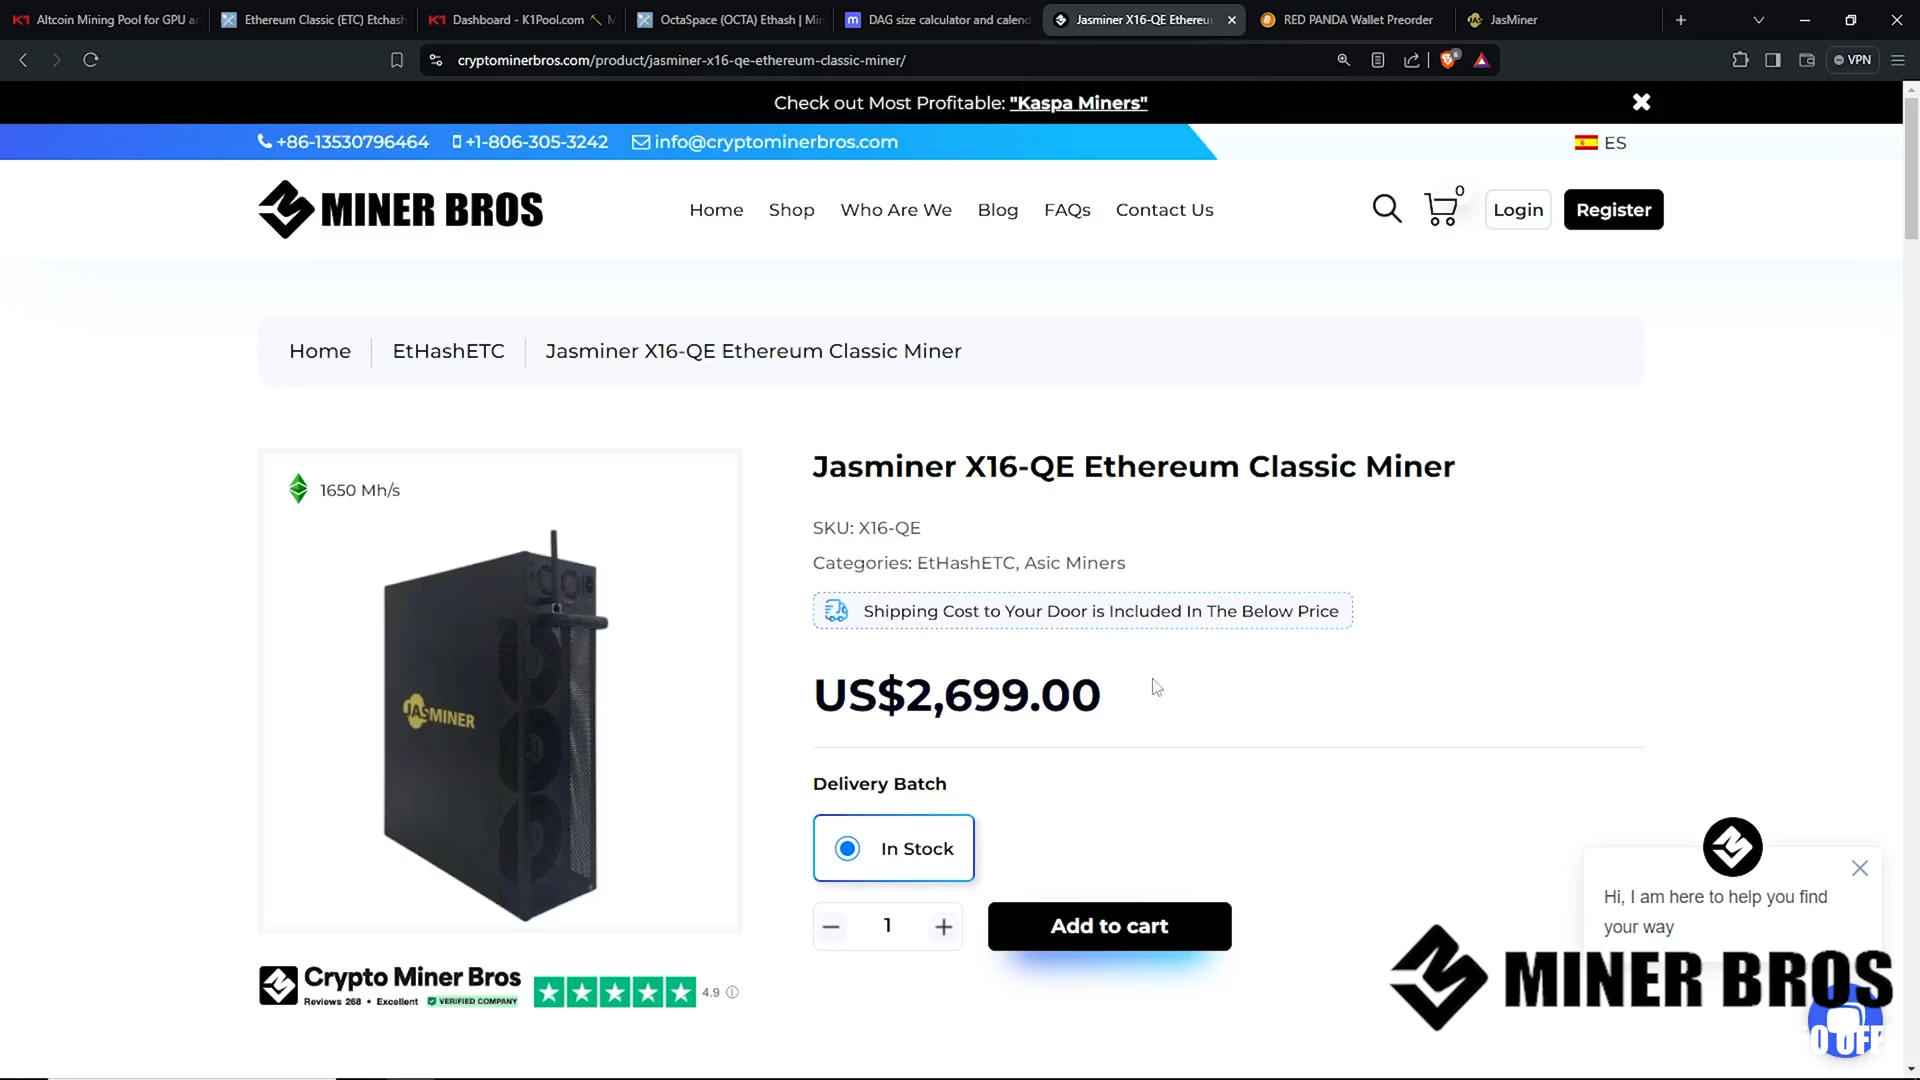 Altcoin Mining Pool for GPU an
Ethereum Classic (ETC) Etchash
Dashboard - K1Pool.com
OctaSpace (OCTA) Ethash | Min
DAG size calculator and calend
Jasminer X16-QE Ethereu
RED PANDA Wallet Preorder
JasMiner
cryptominerbros.com/product/jasminer-x16-qe-ethereum-classic-miner/
VPN
Check out Most Profitable: "Kaspa Miners"
+86-13530796464
+1-806-305-3242
info@cryptominerbros.com
ES
MINER BROS
Home
Shop
Who Are We
Blog
FAQs
Contact Us
0
Login
Register
Home
EtHashETC
Jasminer X16-QE Ethereum Classic Miner
1650 Mh/s
JASMINER
Jasminer X16-QE Ethereum Classic Miner
SKU: X16-QE
Categories: EtHashETC, Asic Miners
Shipping Cost to Your Door is Included In The Below Price
US$2,699.00
Delivery Batch
In Stock
1
Add to cart
Hi, I am here to help you find
your way
Crypto Miner Bros
Reviews 268 • Excellent
VERIFIED COMPANY
4.9
MINER BROS